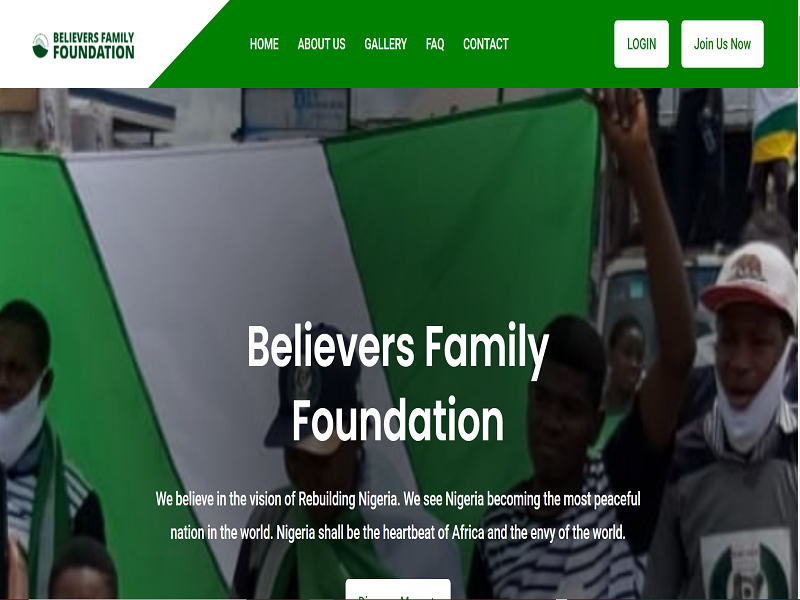 BELIEVERS FAMILY
FOUNDATION
HOME ABOUT US GALLERY FAQ CONTACT
LOGIN
Join Us Now
Believers Family
Foundation
We believe in the vision of Rebuilding Nigeria. We see Nigeria becoming the most peaceful
nation in the world. Nigeria shall be the heartbeat of Africa and the envy of the world.